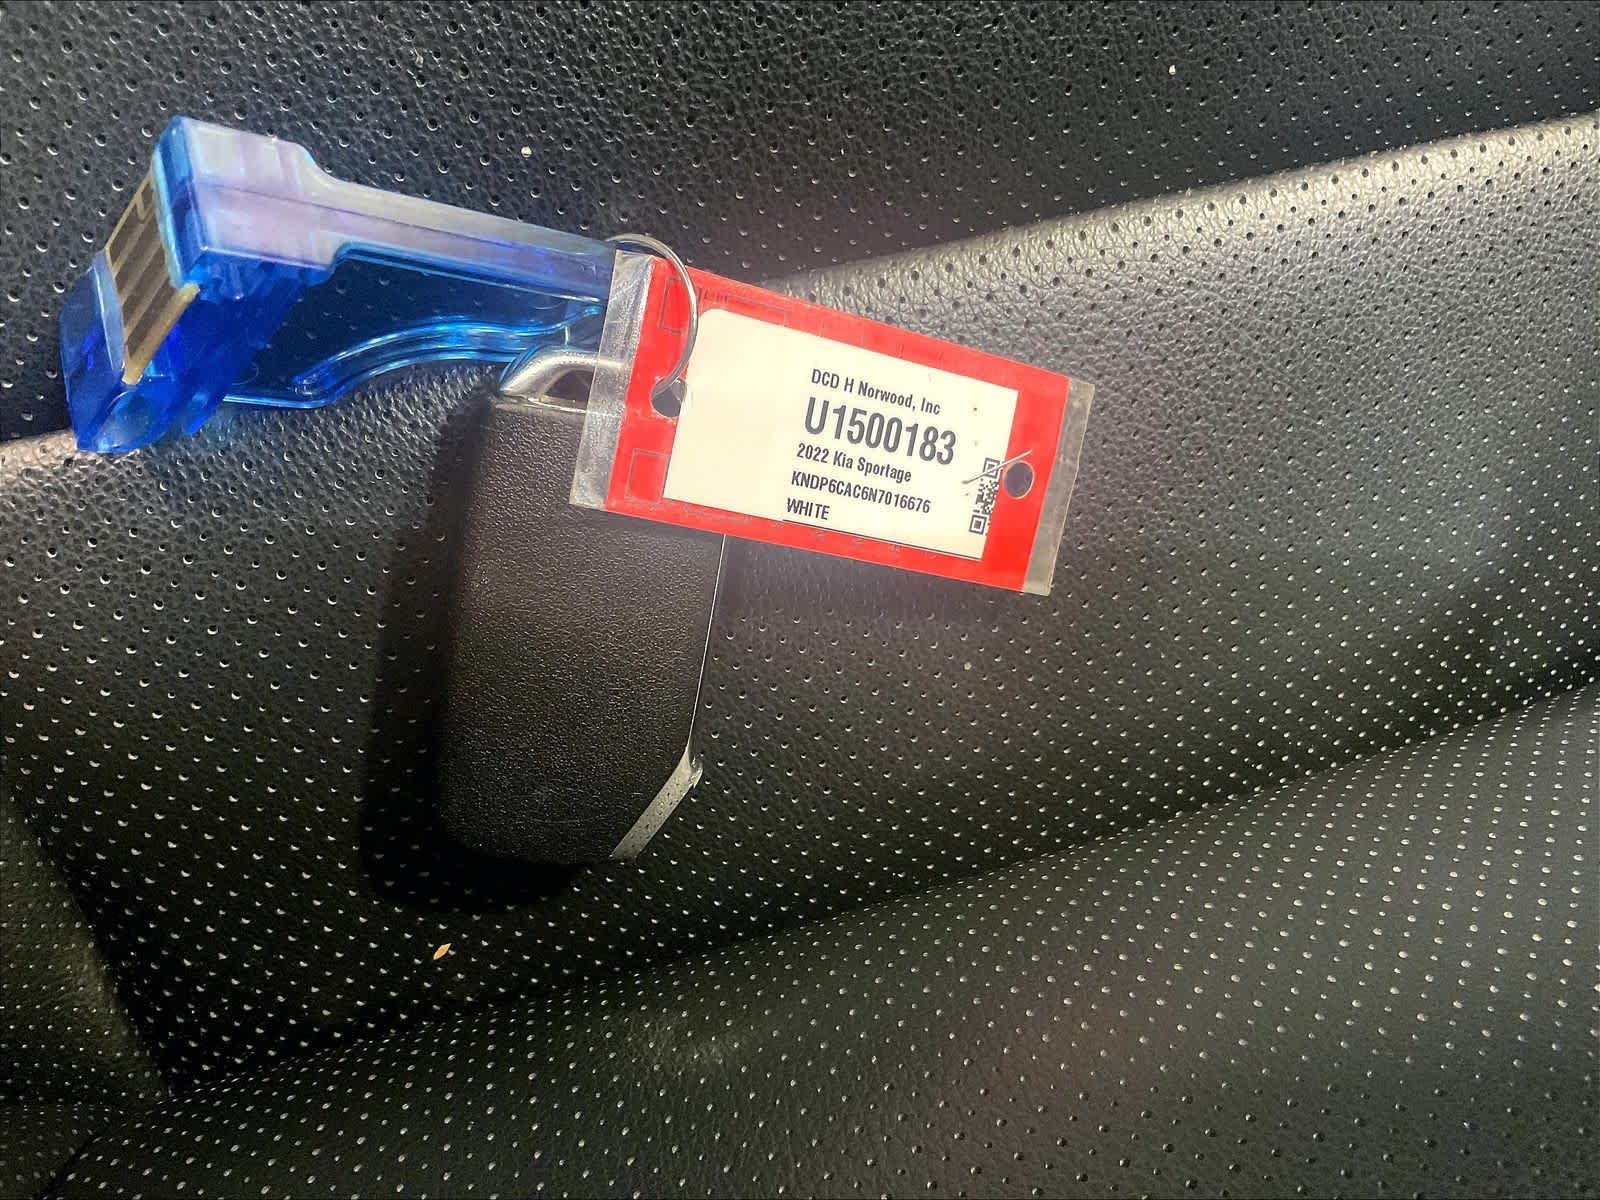 DCD H Norwood, Inc
U1500183
2022 Kia Sportage
KNDP6CAC6N7016676
WHITE